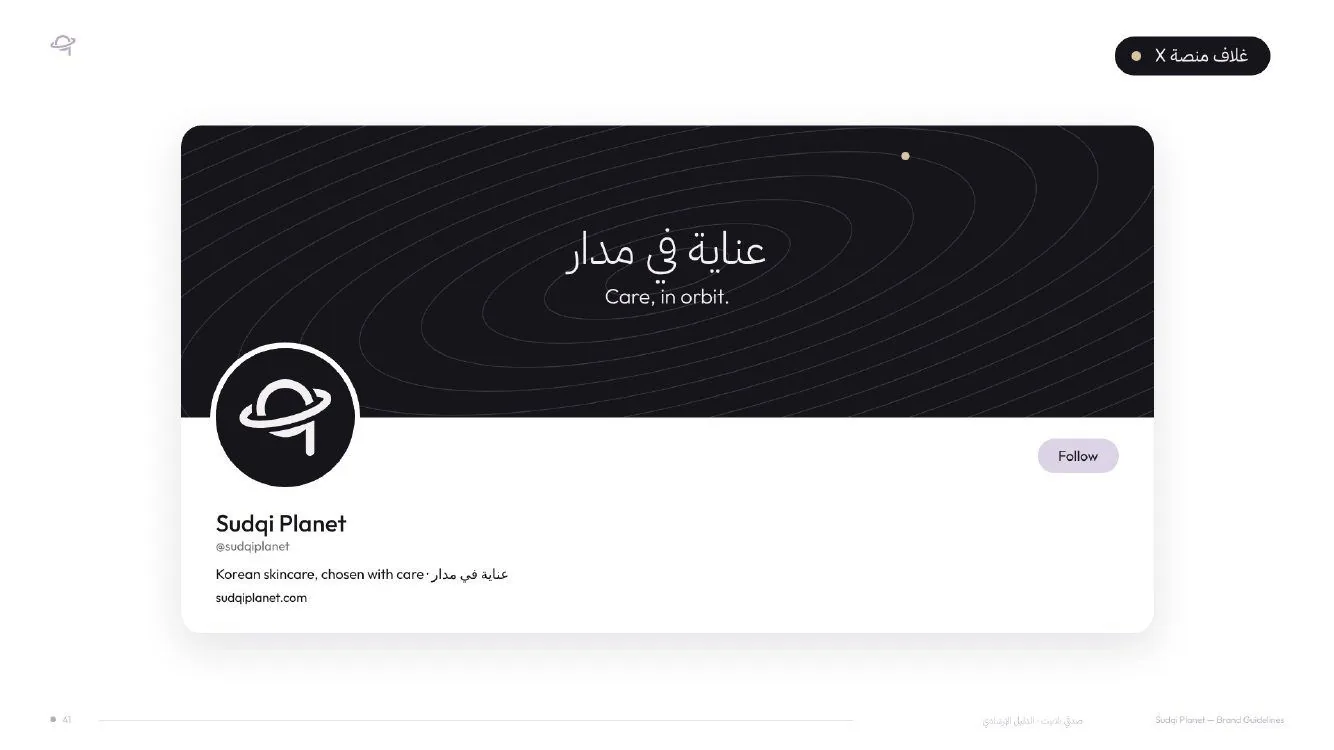 غلاف منصة X
عناية في مدار
Care, in orbit.
Follow
Sudqi Planet
@sudqiplanet
Korean skincare, chosen with care · عناية في مدار
sudqiplanet.com
41
صدقي بلانيت · الدليل الإرشادي
Sudqi Planet — Brand Guidelines